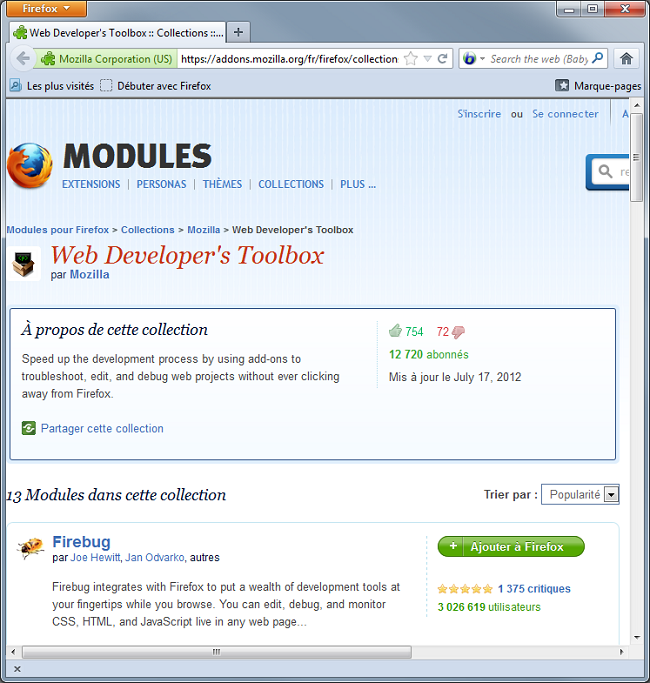 Firefox
Web Developer's Toolbox :: Collections ::...
Mozilla Corporation (US) https://addons.mozilla.org/fr/firefox/collection Search the web (Baby
Les plus visités Débuter avec Firefox Marque-pages
S'inscrire ou Se connecter A
MODULES
EXTENSIONS | PERSONAS | THÈMES | COLLECTIONS | PLUS ...
re
Modules pour Firefox > Collections > Mozilla > Web Developer's Toolbox
Web Developer's Toolbox
par Mozilla
À propos de cette collection
Speed up the development process by using add-ons to
troubleshoot, edit, and debug web projects without ever clicking
away from Firefox.
Partager cette collection
754 72
12 720 abonnés
Mis à jour le July 17, 2012
13 Modules dans cette collection
Trier par : Popularité
Firebug
par Joe Hewitt, Jan Odvarko, autres
Firebug integrates with Firefox to put a wealth of development tools at
your fingertips while you browse. You can edit, debug, and monitor
CSS, HTML, and JavaScript live in any web page...
+ Ajouter à Firefox
1 375 critiques
3 026 619 utilisateurs